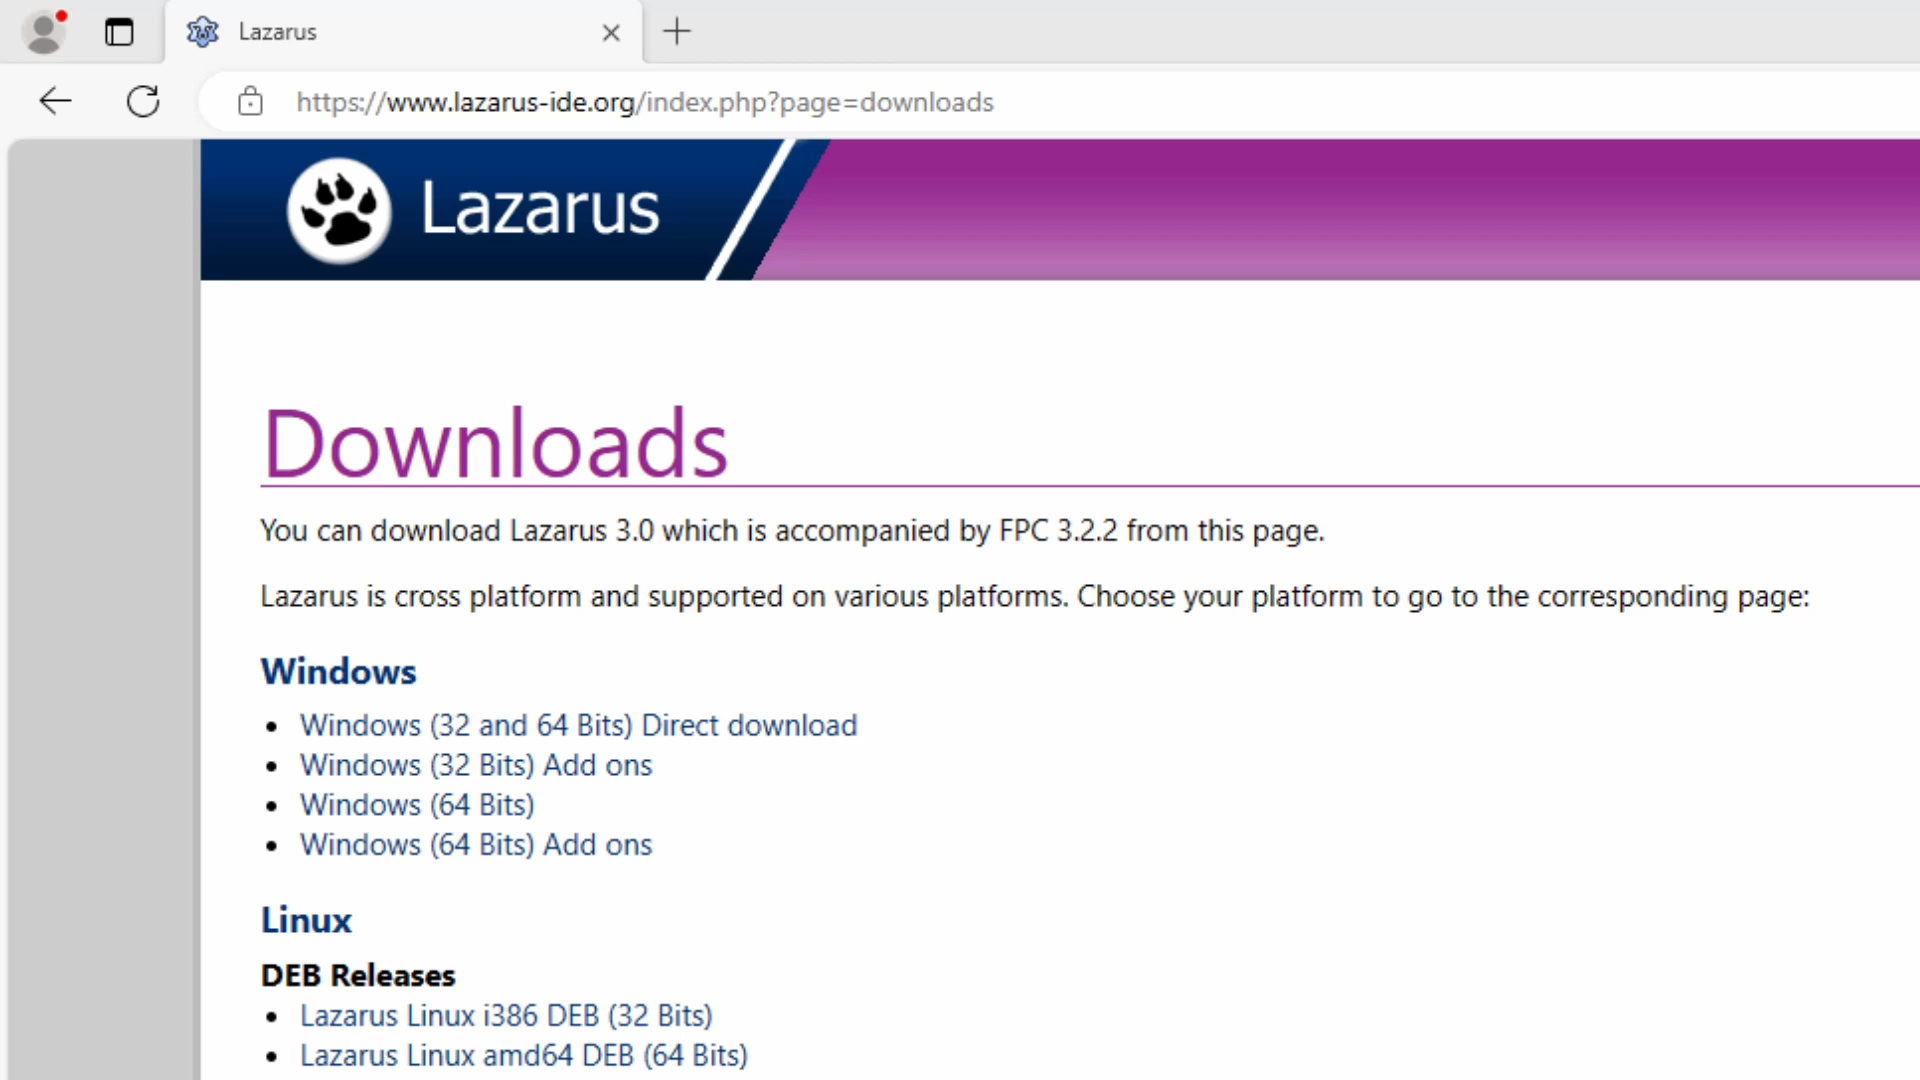 Lazarus
https://www.lazarus-ide.org/index.php?page=downloads
Lazarus
Downloads
You can download Lazarus 3.0 which is accompanied by FPC 3.2.2 from this page.
Lazarus is cross platform and supported on various platforms. Choose your platform to go to the corresponding page:
Windows
Windows (32 and 64 Bits) Direct download
Windows (32 Bits) Add ons
Windows (64 Bits)
Windows (64 Bits) Add ons
Linux
DEB Releases
Lazarus Linux i386 DEB (32 Bits)
Lazarus Linux amd64 DEB (64 Bits)